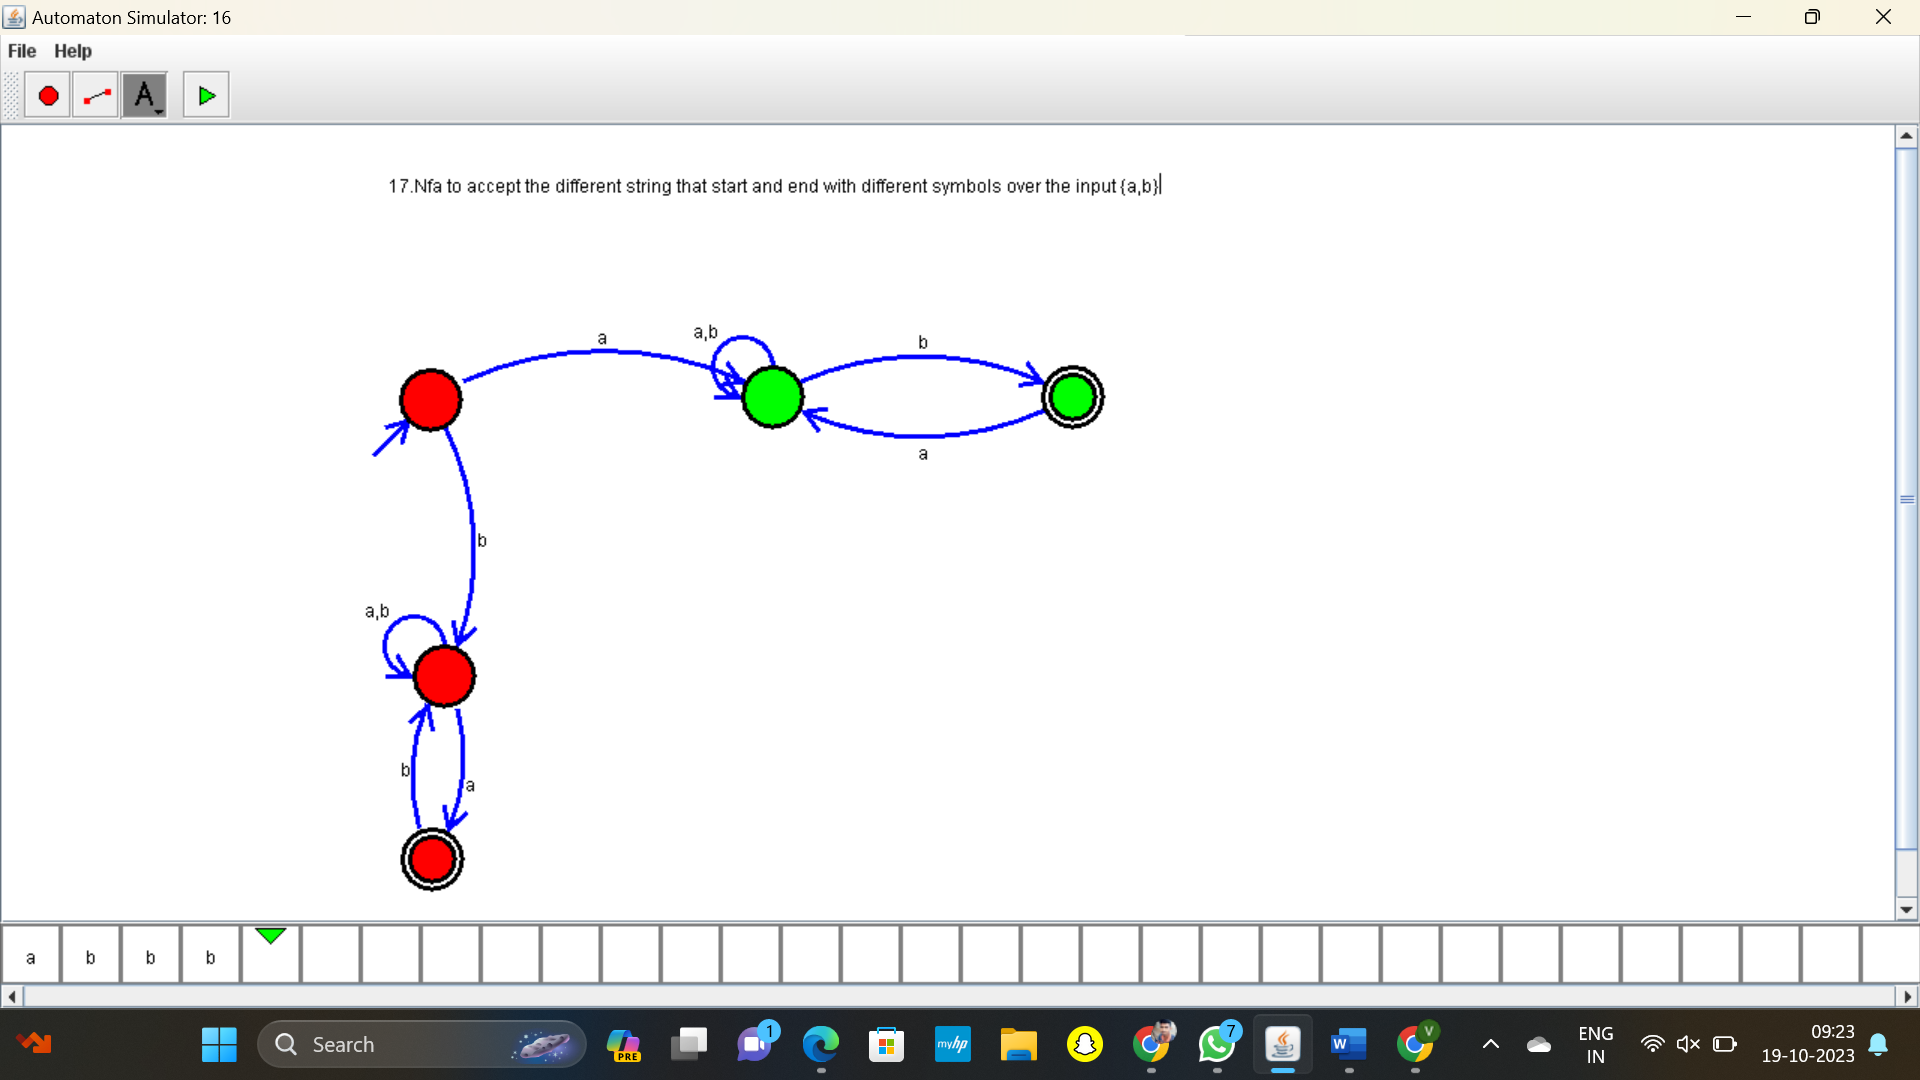 Automaton Simulator: 16
File Help
A
17.Nfa to accept the different string that start and end with different symbols over the input {a,b}
a
a,b
b
a
b
a,b
b
a
a b b b
Search
PRE
1
myhp
7
W
V
ENG
IN
09:23
19-10-2023